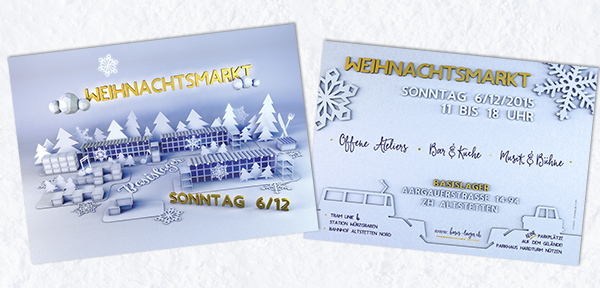 WEIHNACHTSMARKT
Basislager
SONNTAG 6/12
WEIHNACHTSMARKT
SONNTAG 6/12/2015
11 BIS 18 UHR
Offene Ateliers • Bar & Küche • Musik & Bühne
BASISLAGER
AARGAUERSTRASSE 14-94
ZH ALTSTETTEN
• TRAM LINIE
STATION WÜRZGRABEN
• BAHNHOF ALTSTETTEN NORD
www.basis-lager.ch
KEINE PARKPLÄTZE
AUF DEM GELÄNDE!
PARKHAUS HARDTURM NÜTZEN